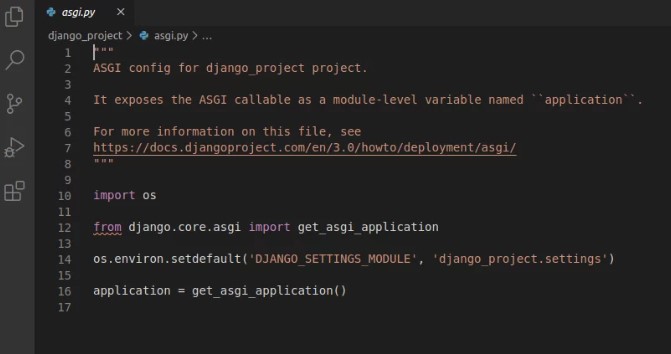 asgi.py
django_project > asgi.py > ...
1 """
2 ASGI config for django_project project.
3
4 It exposes the ASGI callable as a module-level variable named ``application``.
5
6 For more information on this file, see
7 https://docs.djangoproject.com/en/3.0/howto/deployment/asgi/
8 """
9
10 import os
11
12 from django.core.asgi import get_asgi_application
13
14 os.environ.setdefault('DJANGO_SETTINGS_MODULE', 'django_project.settings')
15
16 application = get_asgi_application()
17